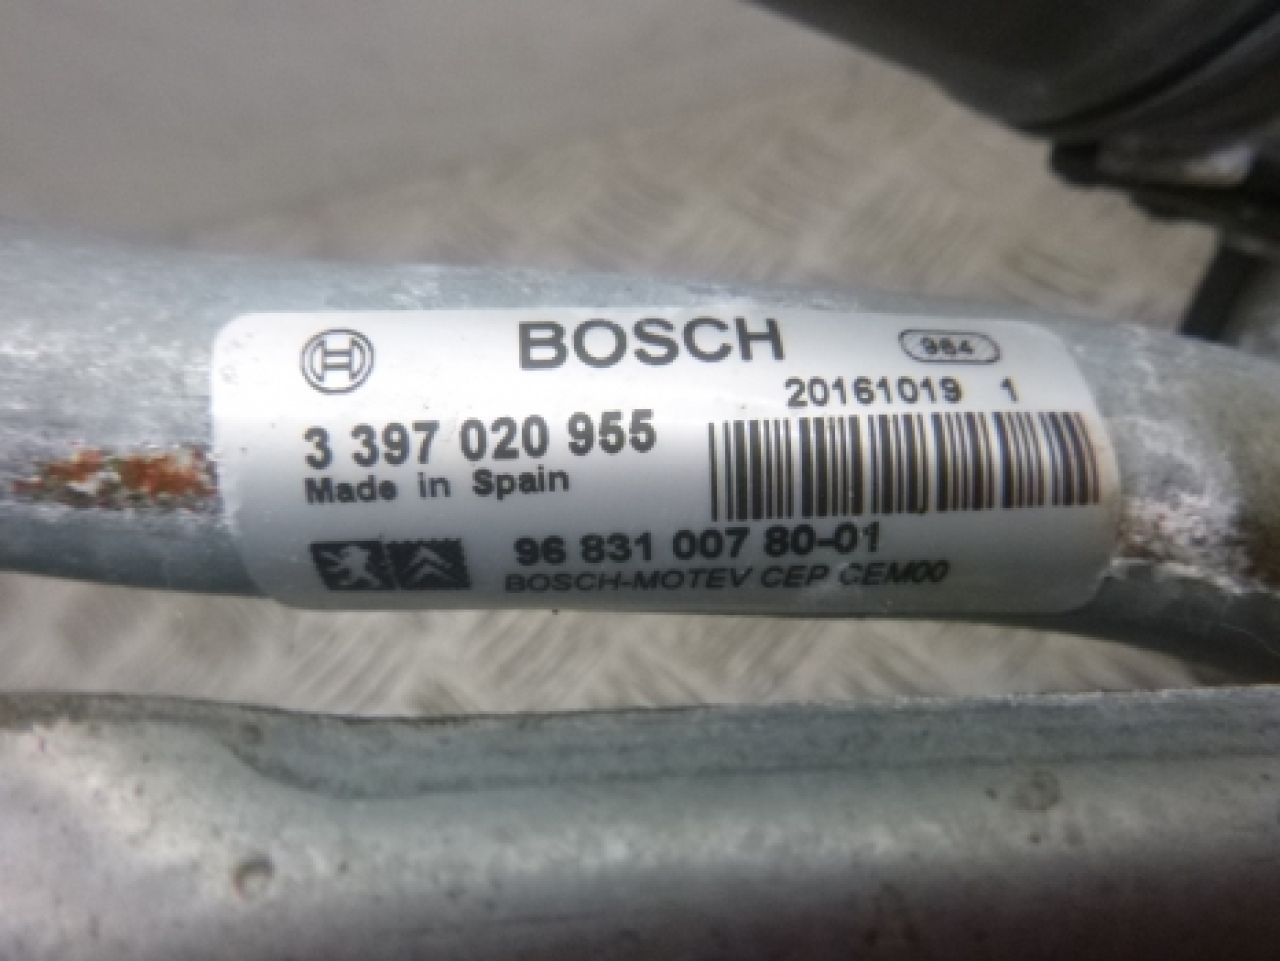 BOSCH
984
20161019 1
3 397 020 955
Made in Spain
96 831 007 80-01
BOSCH-MOTEV CEP CEM00